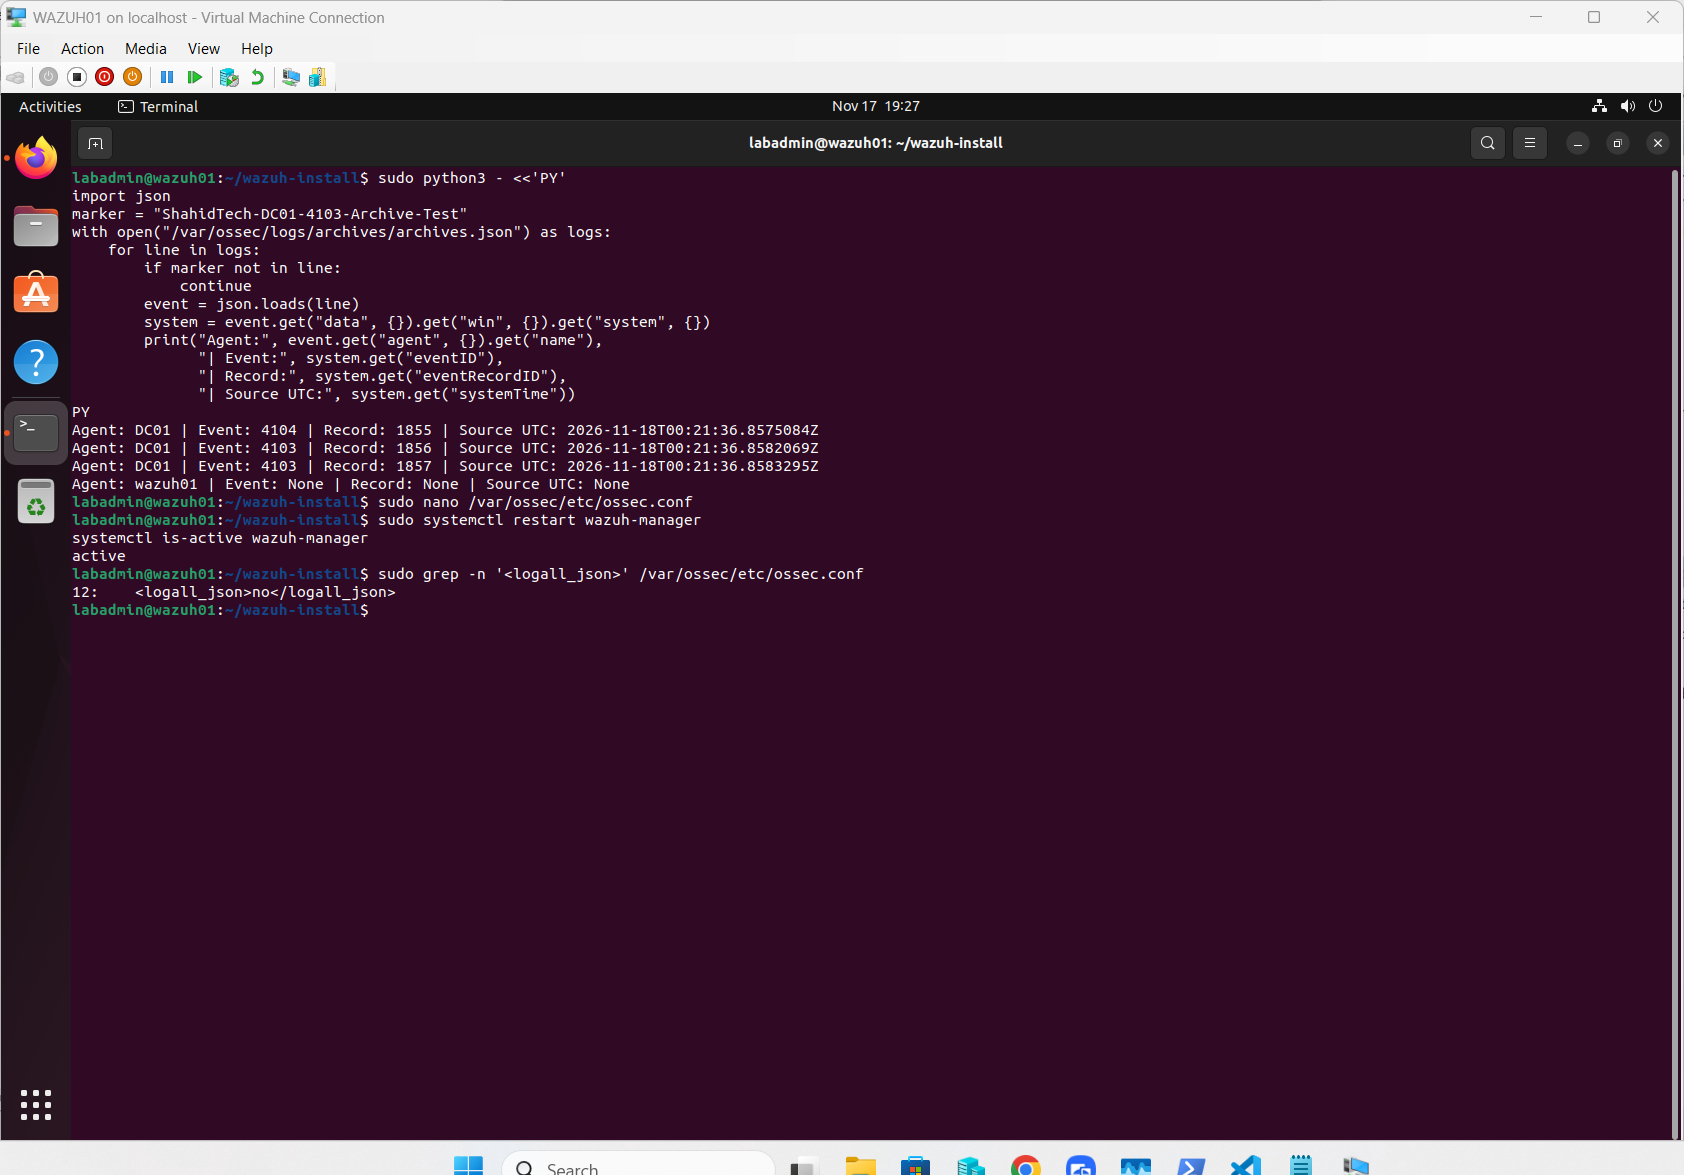 WAZUH01 on localhost - Virtual Machine Connection
File Action Media View Help
Activities Terminal Nov 17 19:27
labadmin@wazuh01: ~/wazuh-install
labadmin@wazuh01:~/wazuh-install$ sudo python3 - <<'PY'
import json
marker = "ShahidTech-DC01-4103-Archive-Test"
with open("/var/ossec/logs/archives/archives.json") as logs:
    for line in logs:
        if marker not in line:
            continue
        event = json.loads(line)
        system = event.get("data", {}).get("win", {}).get("system", {})
        print("Agent:", event.get("agent", {}).get("name"),
              "| Event:", system.get("eventID"),
              "| Record:", system.get("eventRecordID"),
              "| Source UTC:", system.get("systemTime"))
PY
Agent: DC01 | Event: 4104 | Record: 1855 | Source UTC: 2026-11-18T00:21:36.8575084Z
Agent: DC01 | Event: 4103 | Record: 1856 | Source UTC: 2026-11-18T00:21:36.8582069Z
Agent: DC01 | Event: 4103 | Record: 1857 | Source UTC: 2026-11-18T00:21:36.8583295Z
Agent: wazuh01 | Event: None | Record: None | Source UTC: None
labadmin@wazuh01:~/wazuh-install$ sudo nano /var/ossec/etc/ossec.conf
labadmin@wazuh01:~/wazuh-install$ sudo systemctl restart wazuh-manager
systemctl is-active wazuh-manager
active
labadmin@wazuh01:~/wazuh-install$ sudo grep -n '<logall_json>' /var/ossec/etc/ossec.conf
12:    <logall_json>no</logall_json>
labadmin@wazuh01:~/wazuh-install$
Search